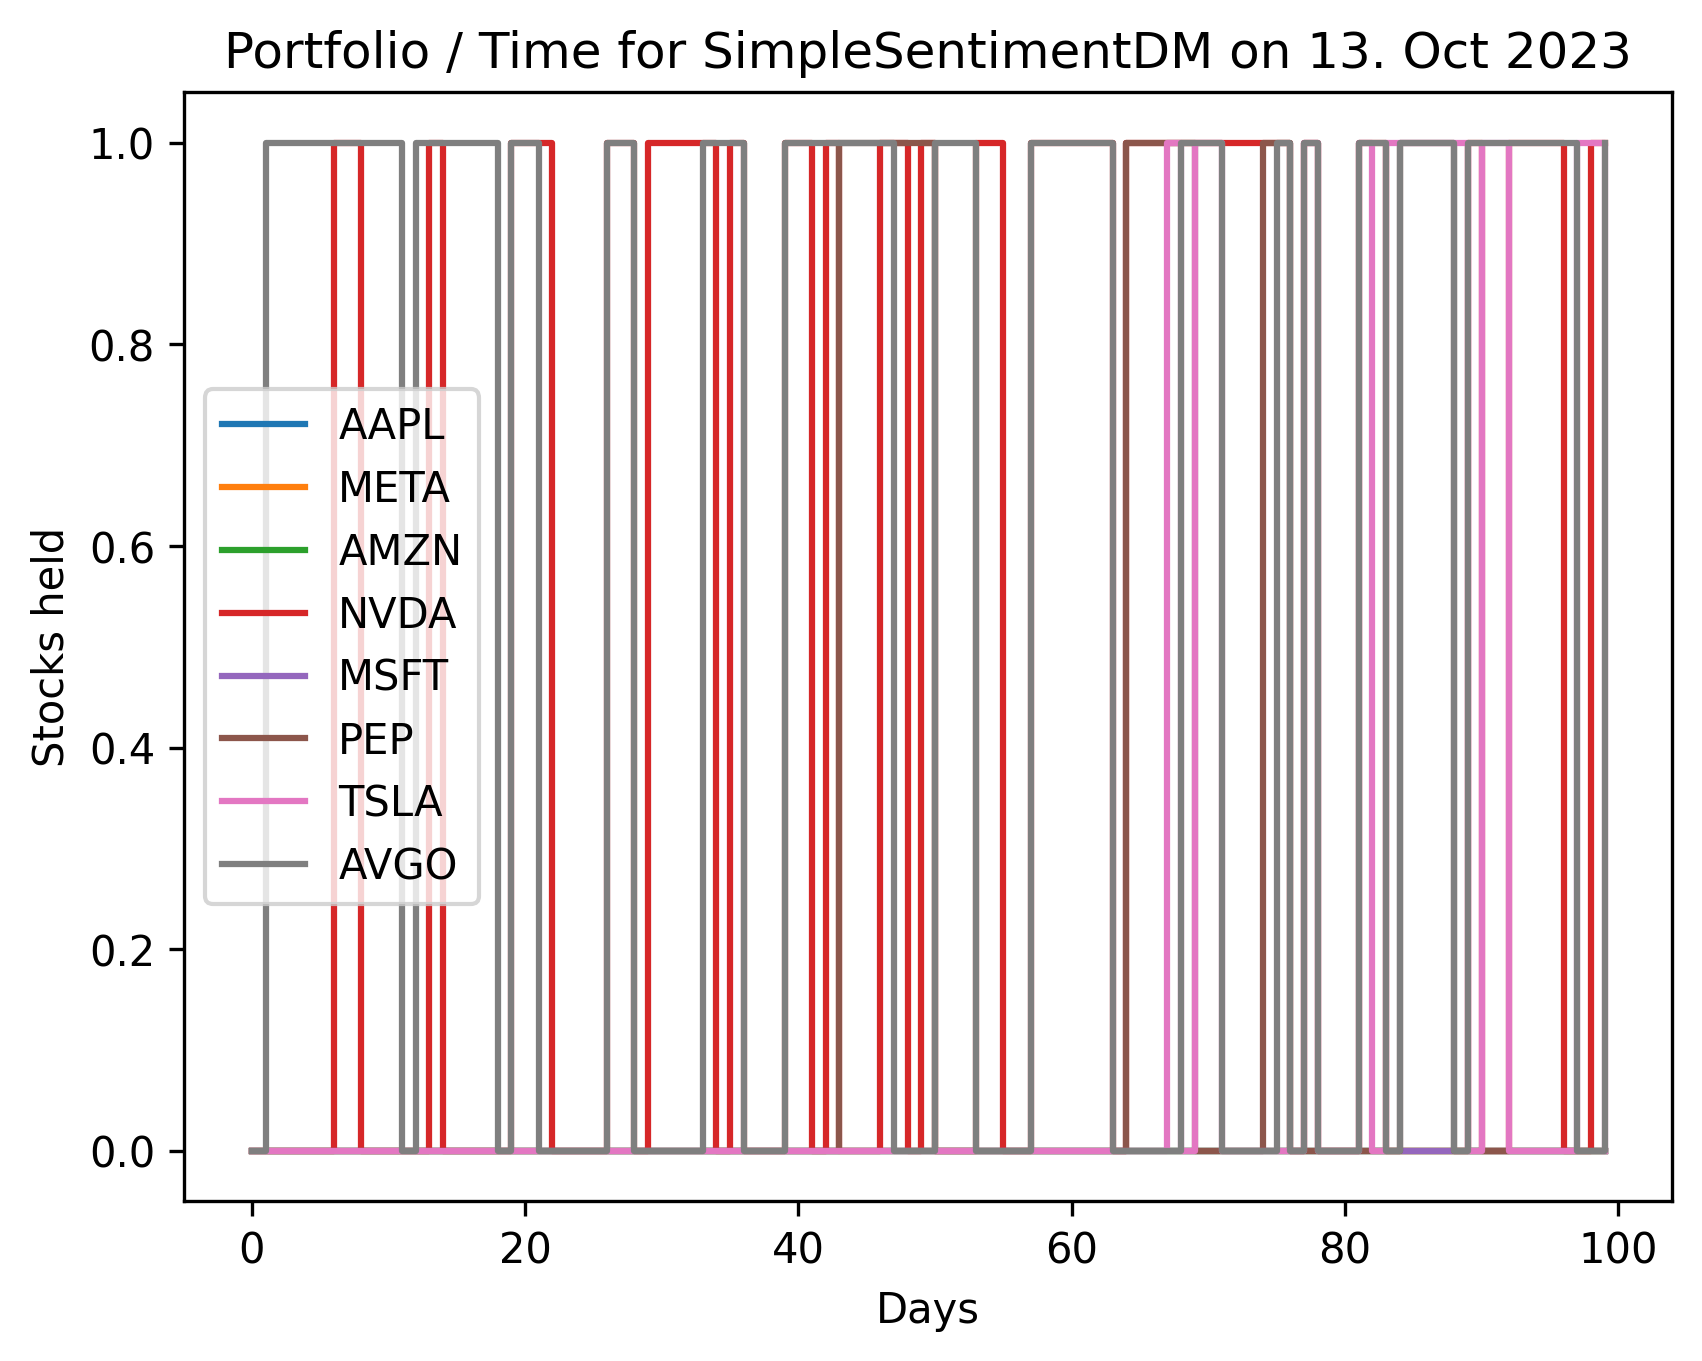 Portfolio / Time for SimpleSentimentDM on 13. Oct 2023
1.0
0.8
0.6
0.4
0.2
0.0
Stocks held
AAPL
META
AMZN
NVDA
MSFT
PEP
TSLA
AVGO
0 20 40 60 80 100
Days